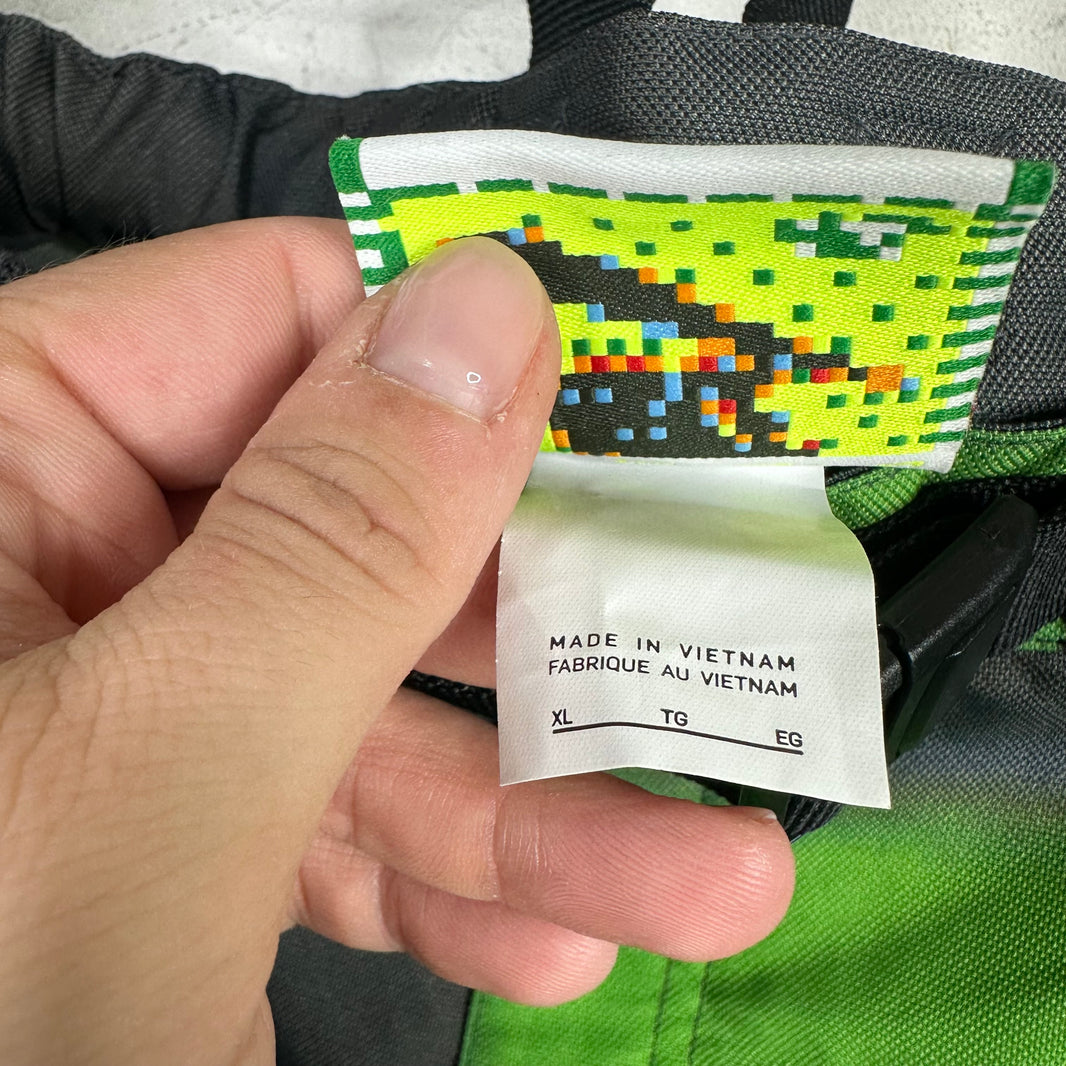 MADE IN VIETNAM
FABRIQUE AU VIETNAM
XL TG EG